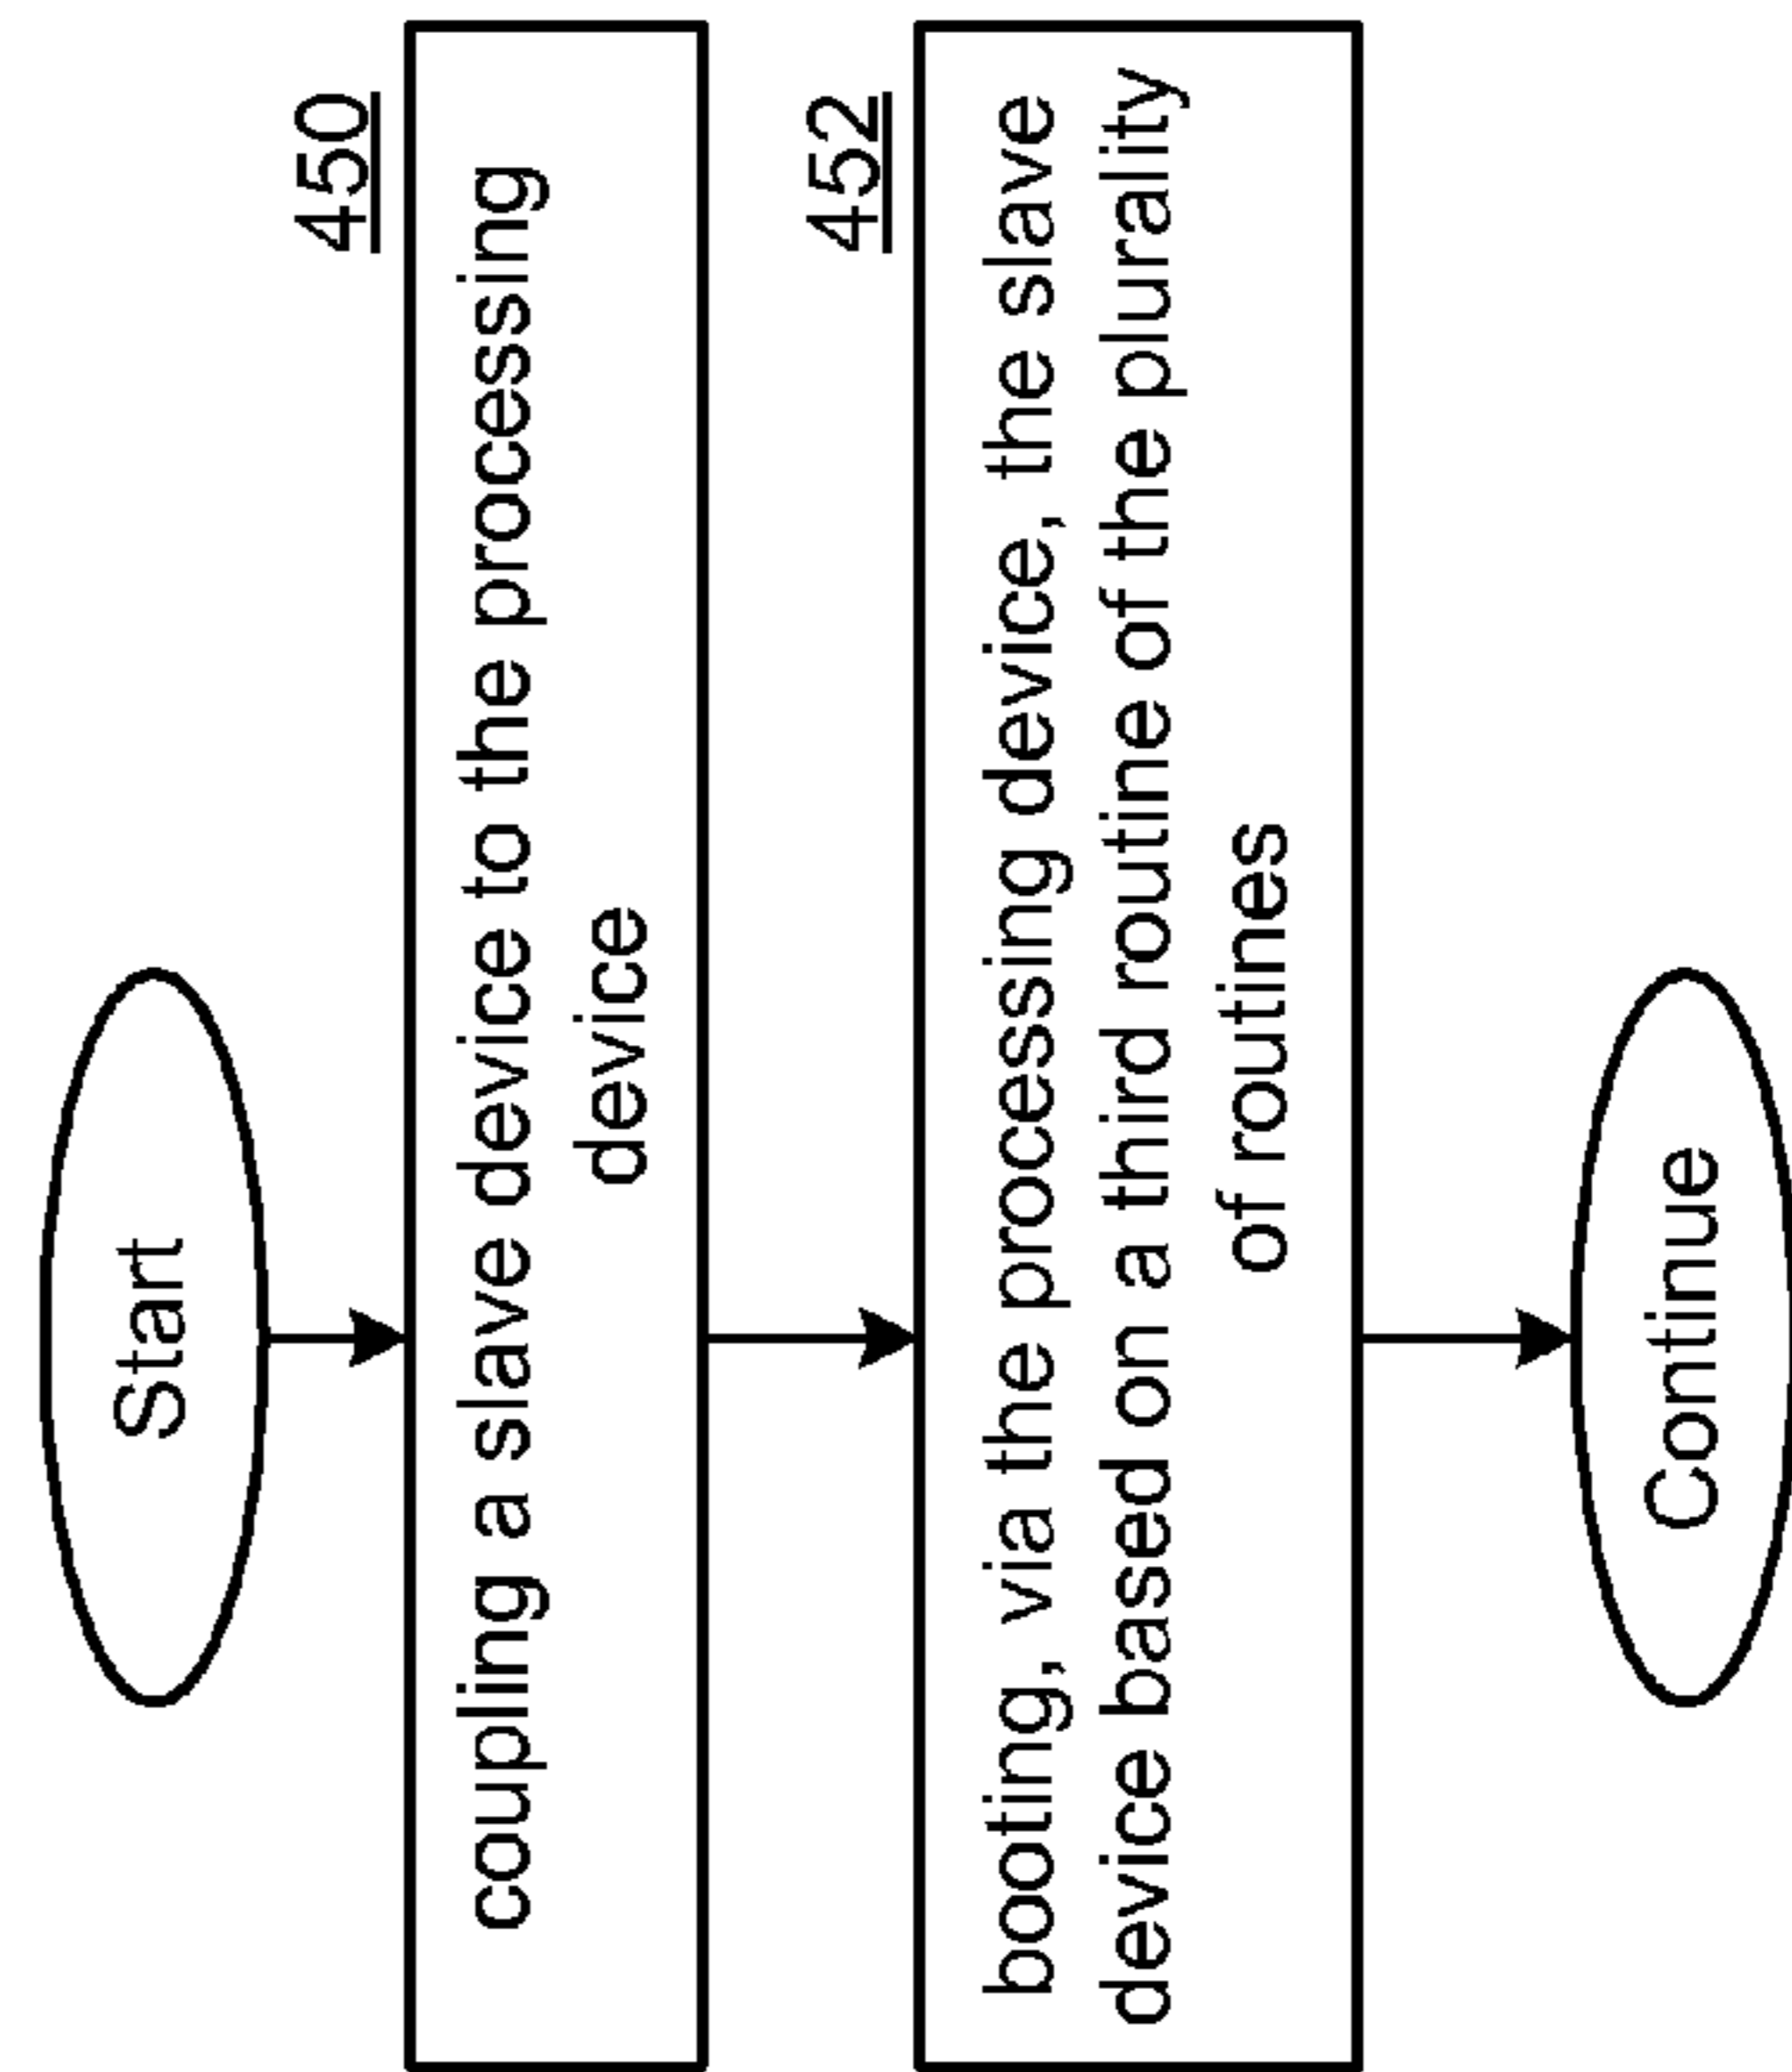 Start
450
coupling a slave device to the processing
device
452
booting, via the processing device, the slave
device based on a third routine of the plurality
of routines
Continue